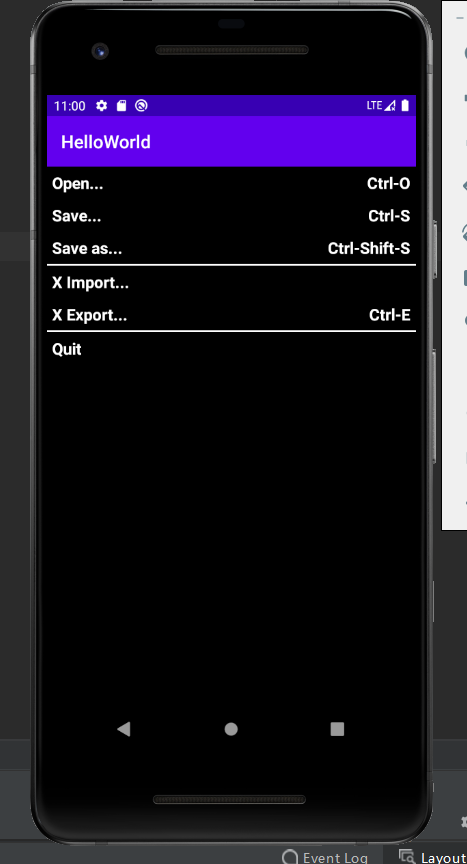 11:00 LTE
HelloWorld
Open... Ctrl-O
Save... Ctrl-S
Save as... Ctrl-Shift-S
X Import...
X Export... Ctrl-E
Quit
Event Log Layout